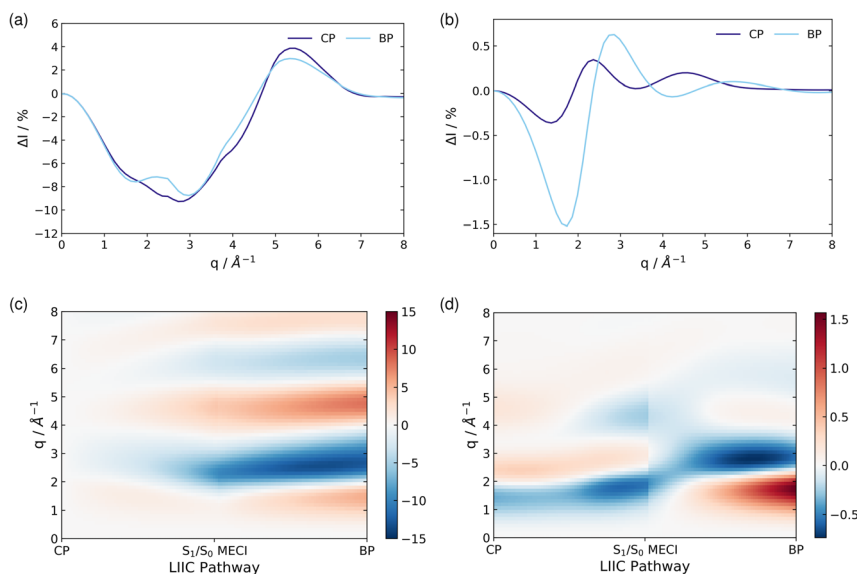 (a)
CP BP
6
4
2
0
−2
−4
−6
−8
−10
−12
ΔI / %
0 1 2 3 4 5 6 7 8
q / Å⁻¹
(b)
CP BP
0.5
0.0
−0.5
−1.0
−1.5
ΔI / %
0 1 2 3 4 5 6 7 8
q / Å⁻¹
(c)
8
7
6
5
4
3
2
1
0
q / Å⁻¹
CP S₁/S₀ MECI BP
LIIC Pathway
15
10
5
0
−5
−10
−15
(d)
8
7
6
5
4
3
2
1
0
q / Å⁻¹
CP S₁/S₀ MECI BP
LIIC Pathway
1.5
1.0
0.5
0.0
−0.5